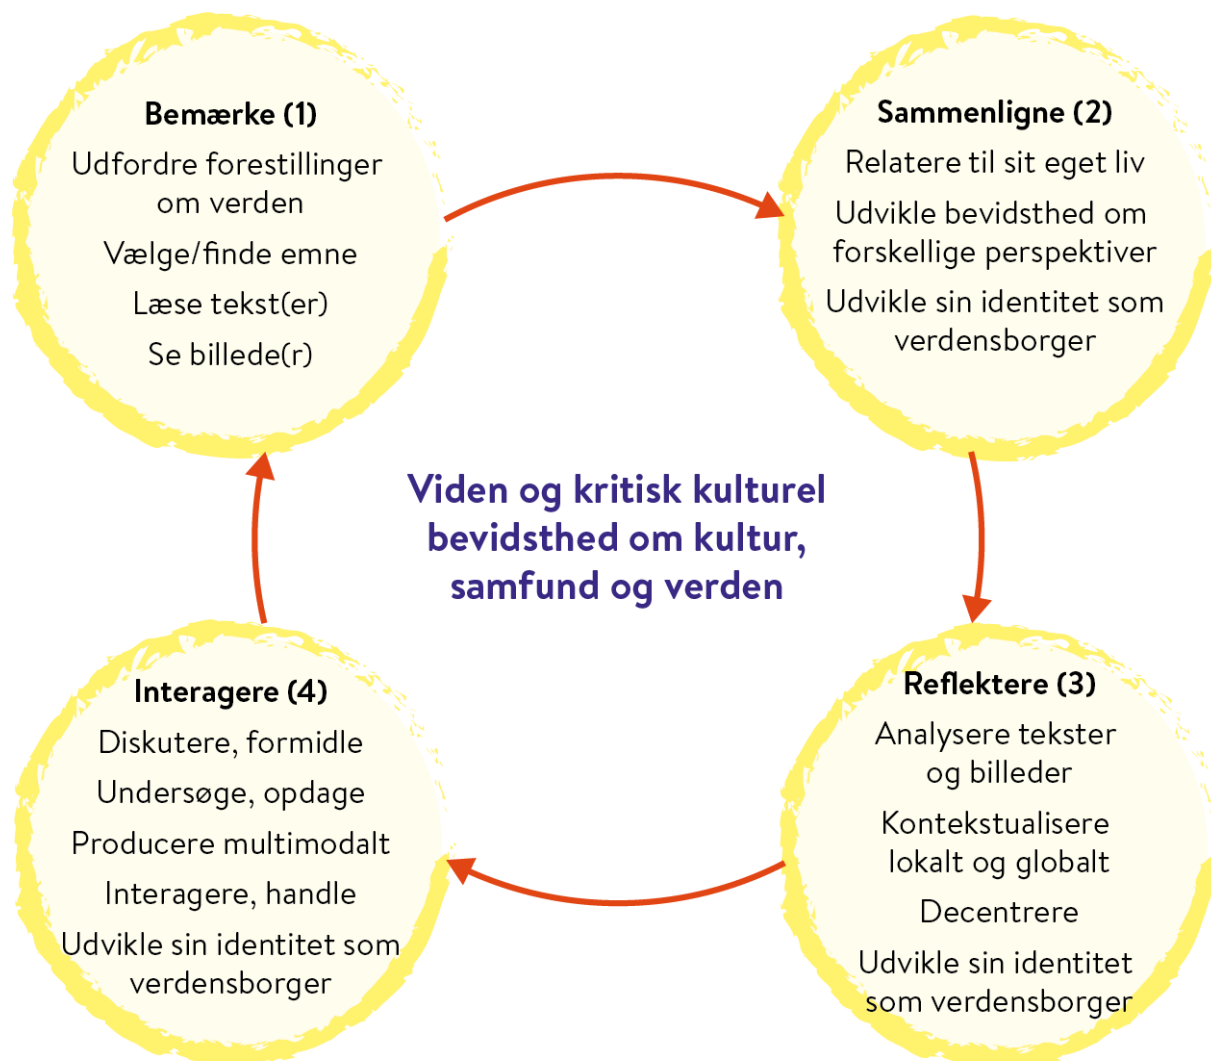 Bemærke (1)
Udfordre forestillinger
om verden
Vælge/finde emne
Læse tekst(er)
Se billede(r)
Sammenligne (2)
Relatere til sit eget liv
Udvikle bevidsthed om
forskellige perspektiver
Udvikle sin identitet som
verdensborger
Viden og kritisk kulturel
bevidsthed om kultur,
samfund og verden
Reflektere (3)
Analysere tekster
og billeder
Kontekstualisere
lokalt og globalt
Decentrere
Udvikle sin identitet
som verdensborger
Interagere (4)
Diskutere, formidle
Undersøge, opdage
Producere multimodalt
Interagere, handle
Udvikle sin identitet som
verdensborger